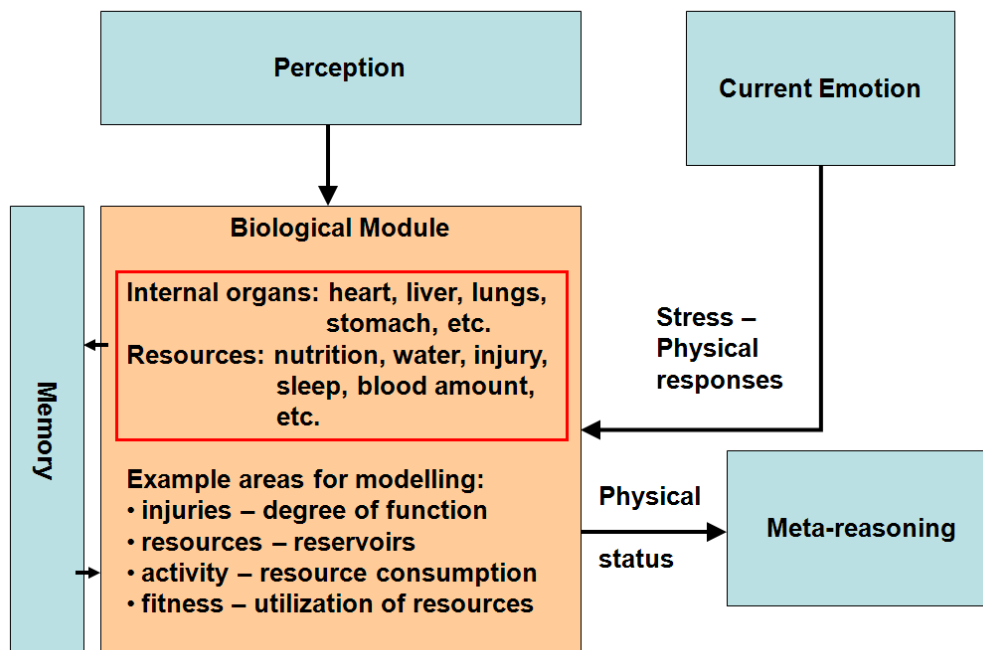 Perception
Current Emotion
Biological Module
Internal organs: heart, liver, lungs,
stomach, etc.
Resources: nutrition, water, injury,
sleep, blood amount,
etc.
Example areas for modelling:
• injuries – degree of function
• resources – reservoirs
• activity – resource consumption
• fitness – utilization of resources
Memory
Stress –
Physical
responses
Physical
status
Meta-reasoning